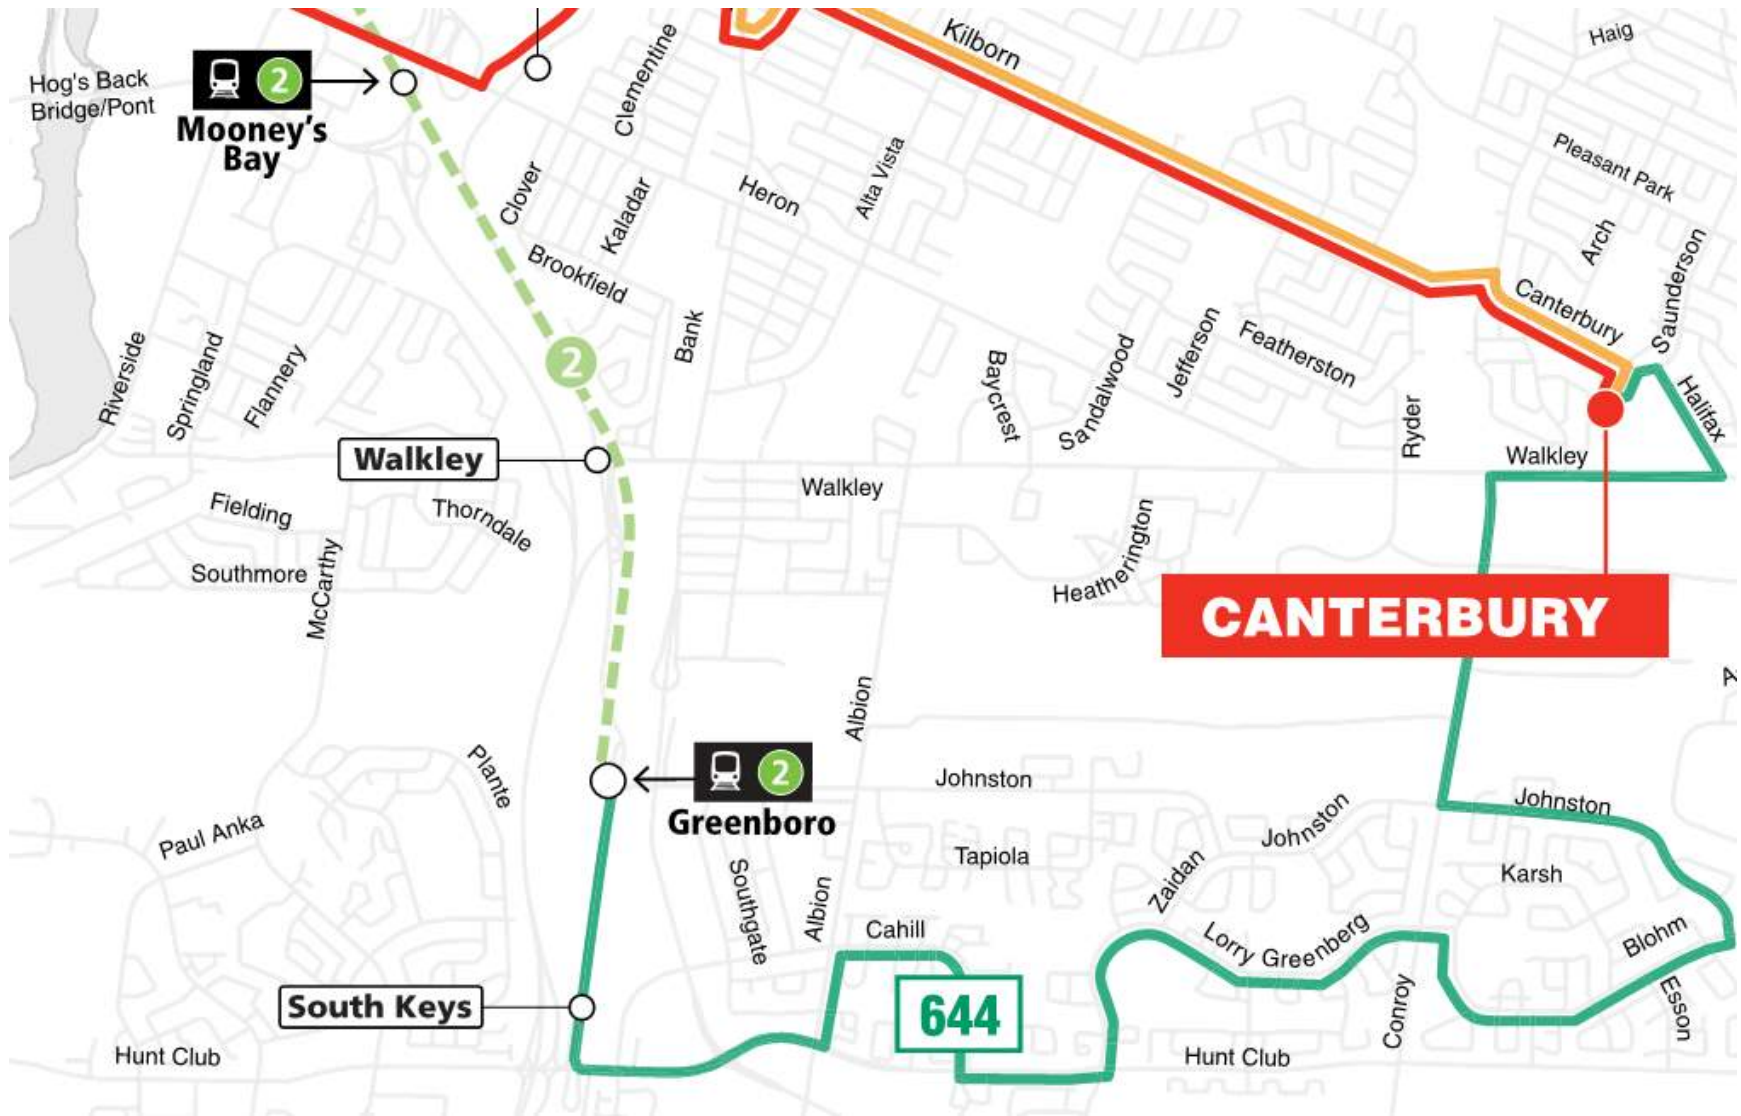 Kilborn
Haig
Hog's Back
Bridge/Pont
2
Mooney's
Bay
Clementine
Pleasant Park
Clover
Kaladar
Heron
Alta Vista
Arch
Saunderson
Brookfield
Canterbury
Riverside
Springland
Flannery
2
Bank
Baycrest
Sandalwood
Jefferson
Featherston
Ryder
Halifax
Walkley
Walkley
Walkley
Fielding
Thorndale
Heatherington
Southmore
McCarthy
CANTERBURY
Albion
Plante
2
Greenboro
Johnston
Johnston
Johnston
Paul Anka
Tapiola
Zaidan
Karsh
Southgate
Albion
Cahill
Lorry Greenberg
Blohm
South Keys
644
Conroy
Esson
Hunt Club
Hunt Club